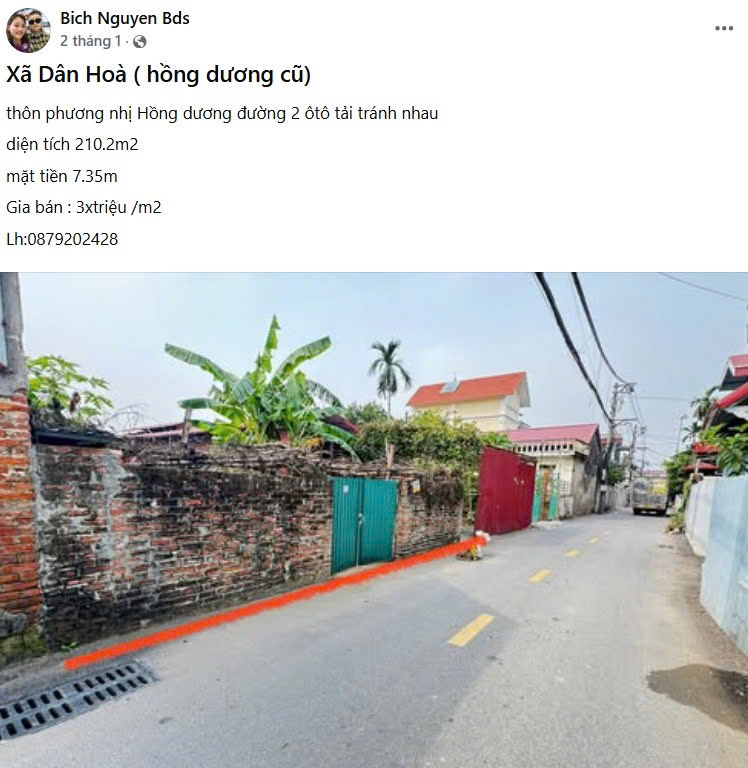 Bich Nguyen Bds
2 tháng 1 ·
Xã Dân Hoà ( hồng dương cũ)
thôn phương nhị Hồng dương đường 2 ôtô tải tránh nhau
diện tích 210.2m2
mặt tiền 7.35m
Gia bán : 3xtriệu /m2
Lh:0879202428